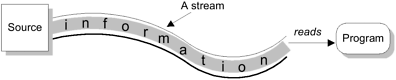 A stream
Source
information
reads
Program